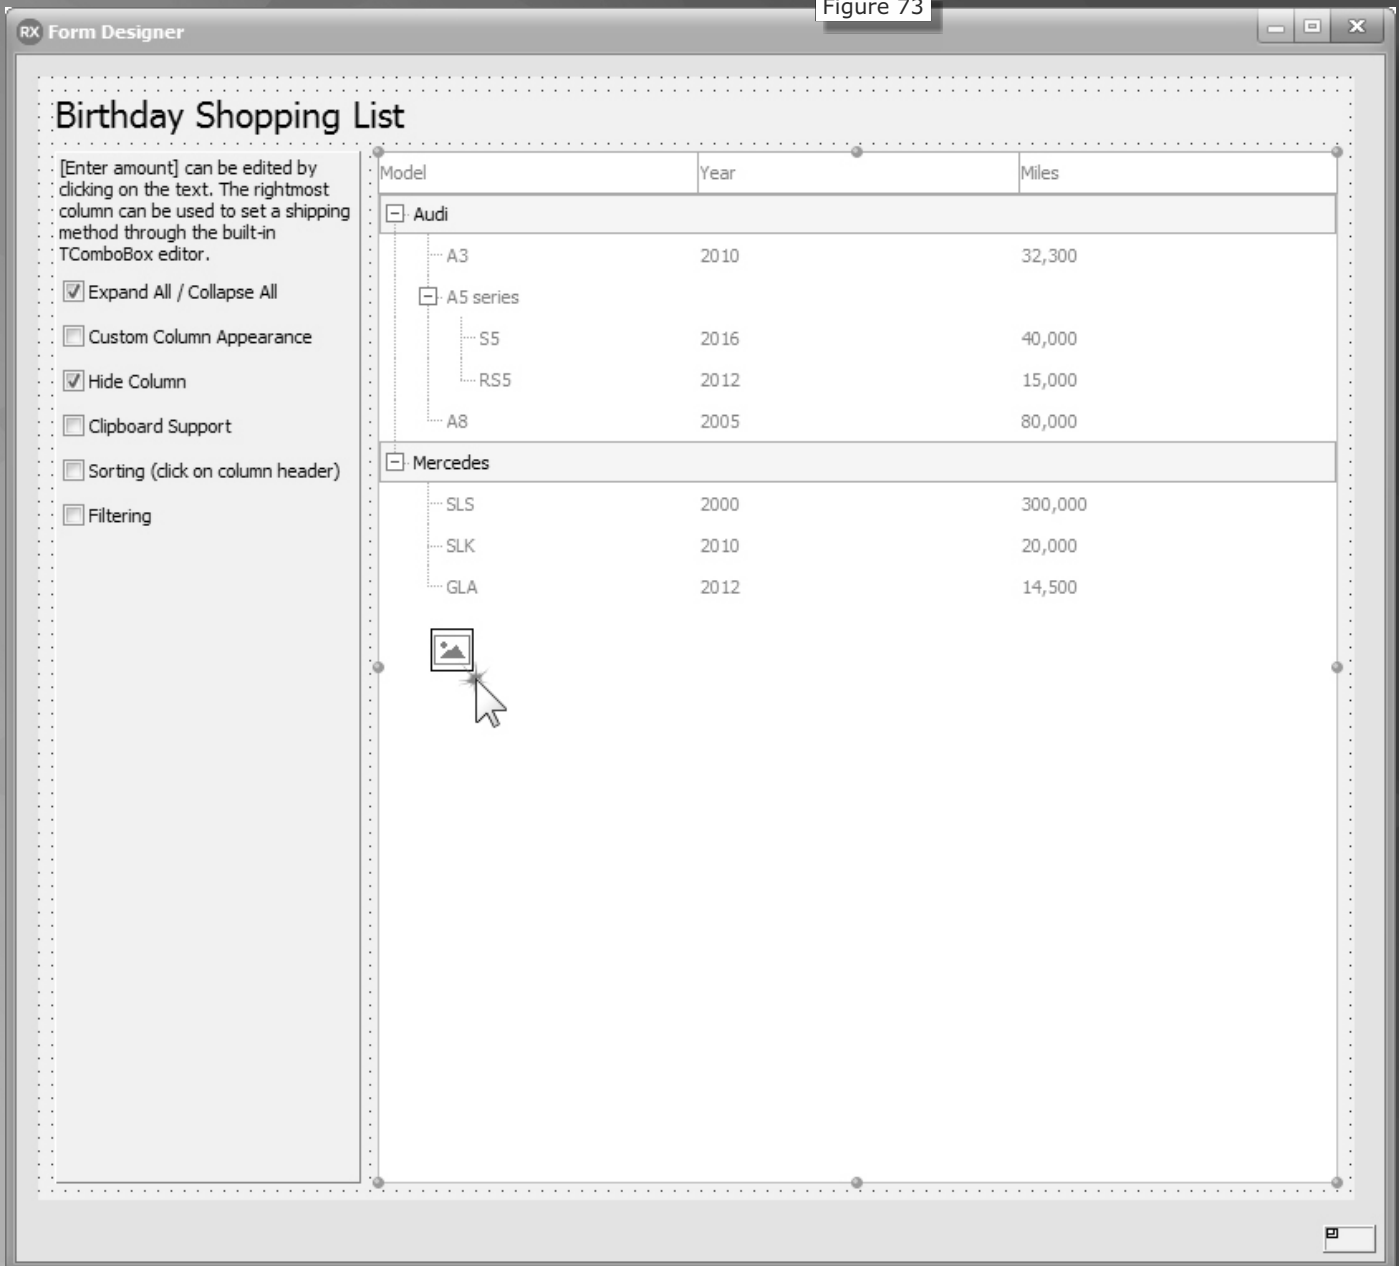 Figure 73
RX Form Designer
Birthday Shopping List
[Enter amount] can be edited by
clicking on the text. The rightmost
column can be used to set a shipping
method through the built-in
TComboBox editor.
Expand All / Collapse All
Custom Column Appearance
Hide Column
Clipboard Support
Sorting (click on column header)
Filtering
Model Year Miles
Audi
A3 2010 32,300
A5 series
S5 2016 40,000
RS5 2012 15,000
A8 2005 80,000
Mercedes
SLS 2000 300,000
SLK 2010 20,000
GLA 2012 14,500